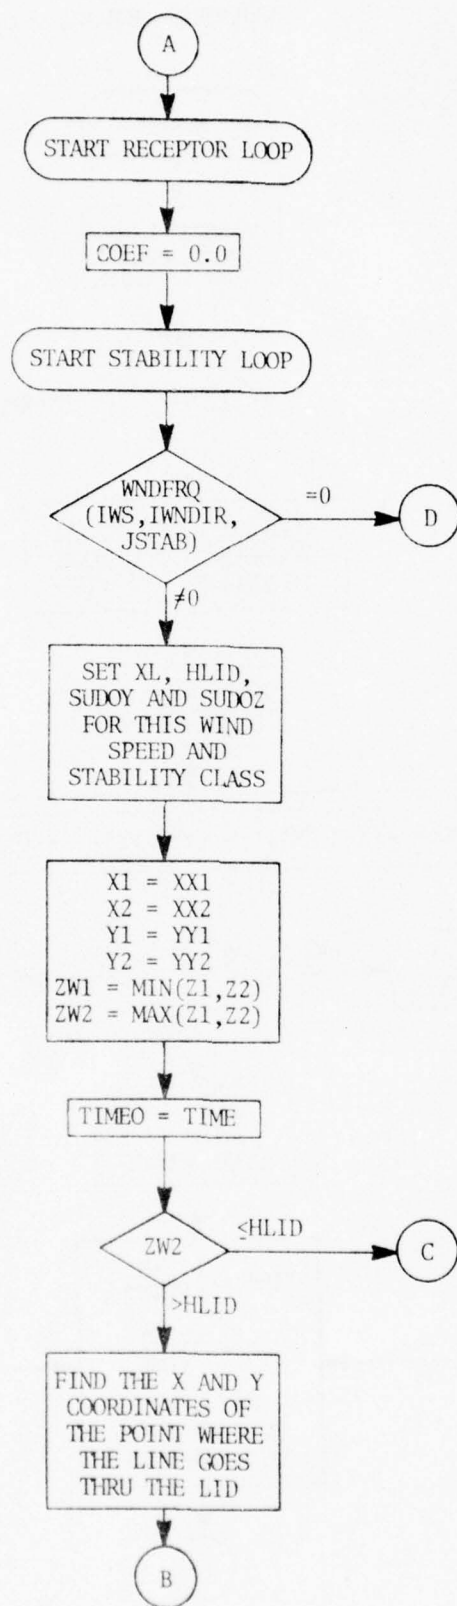 A
START RECEPTOR LOOP
COEF = 0.0
START STABILITY LOOP
WNDFRQ
(IWS,IWNDIR,
JSTAB)
=0
D
≠0
SET XL, HLID,
SUDOY AND SUDOZ
FOR THIS WIND
SPEED AND
STABILITY CLASS
X1 = XX1
X2 = XX2
Y1 = YY1
Y2 = YY2
ZW1 = MIN(Z1,Z2)
ZW2 = MAX(Z1,Z2)
TIMEO = TIME
ZW2
≤HLID
C
>HLID
FIND THE X AND Y
COORDINATES OF
THE POINT WHERE
THE LINE GOES
THRU THE LID
B